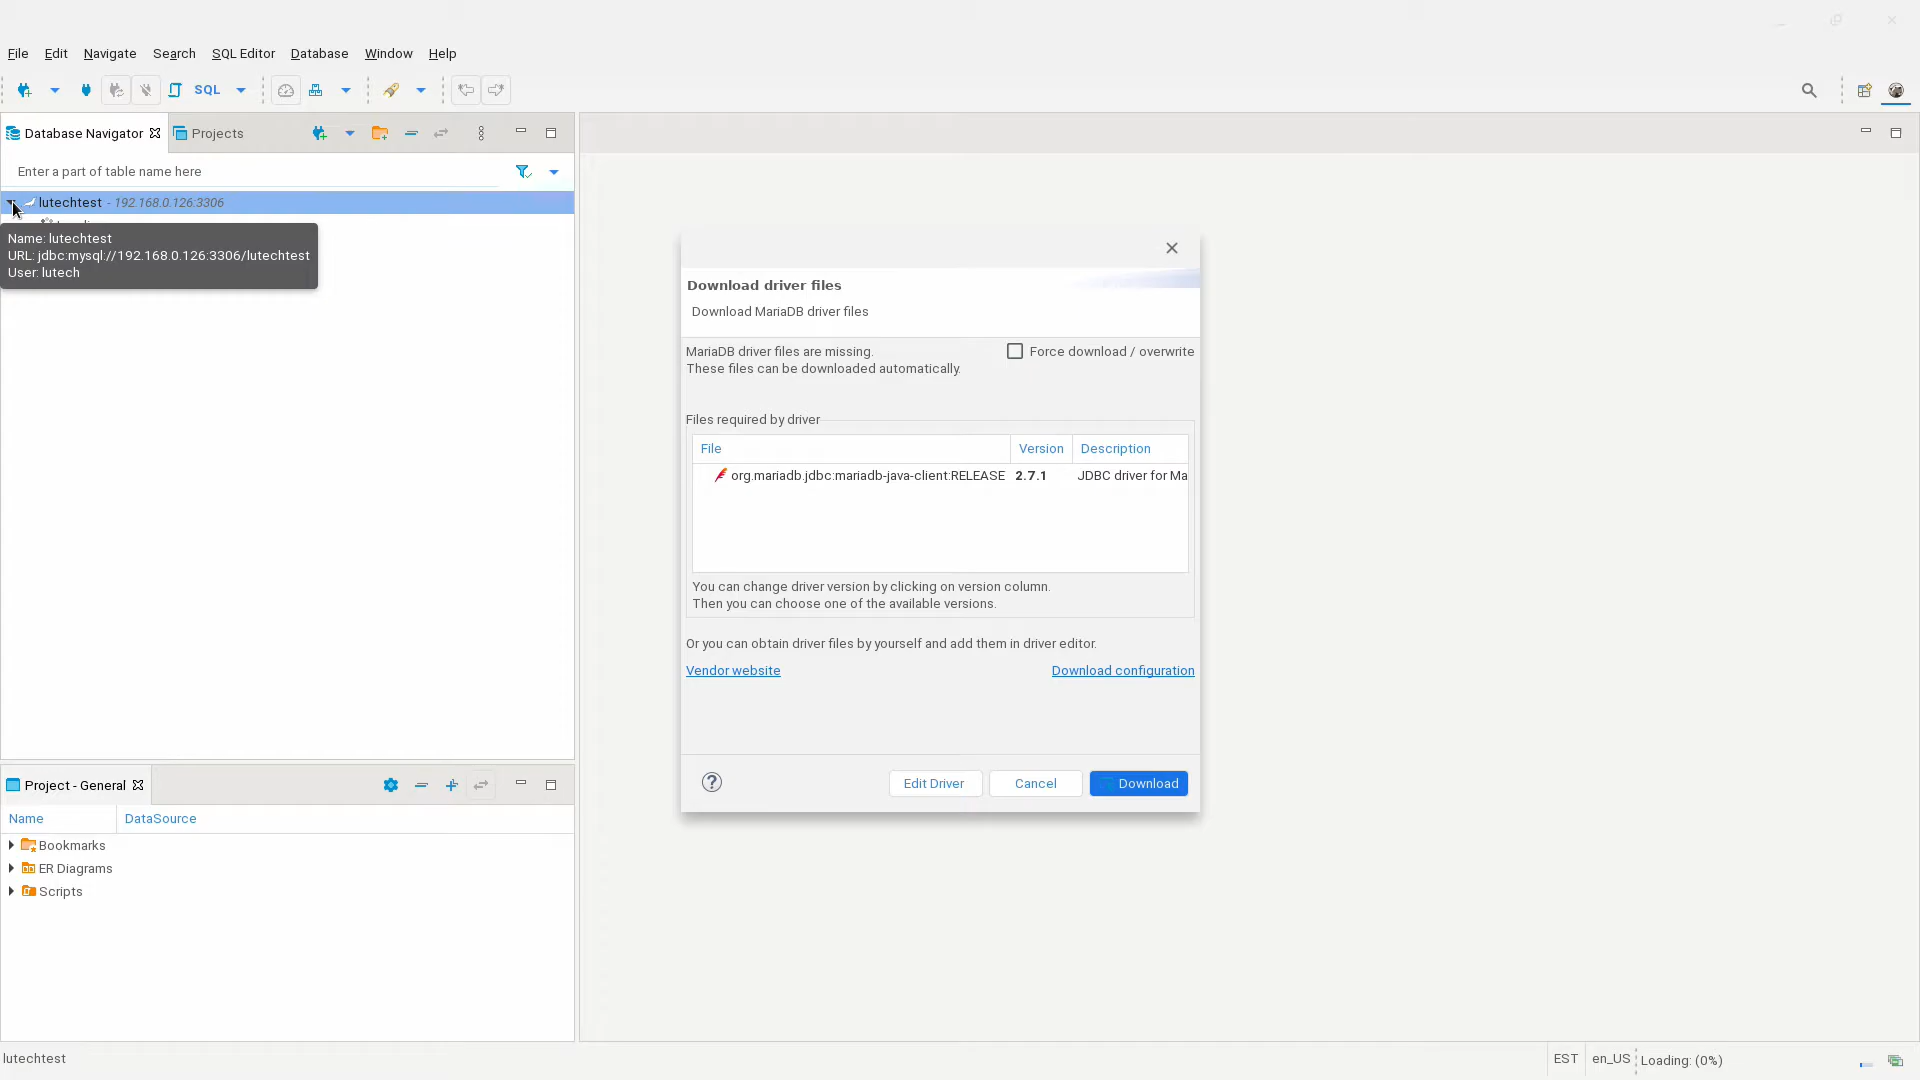 File Edit Navigate Search SQL Editor Database Window Help
SQL
Database Navigator Projects
Enter a part of table name here
lutechtest - 192.168.0.126:3306
Name: lutechtest
URL: jdbc:mysql://192.168.0.126:3306/lutechtest
User: lutech
Download driver files
Download MariaDB driver files
MariaDB driver files are missing. Force download / overwrite
These files can be downloaded automatically.
Files required by driver
File Version Description
org.mariadb.jdbc:mariadb-java-client:RELEASE 2.7.1 JDBC driver for Ma
You can change driver version by clicking on version column.
Then you can choose one of the available versions.
Or you can obtain driver files by yourself and add them in driver editor.
Vendor website Download configuration
? Edit Driver Cancel Download
Project - General
Name DataSource
Bookmarks
ER Diagrams
Scripts
lutechtest EST en_US Loading: (0%)